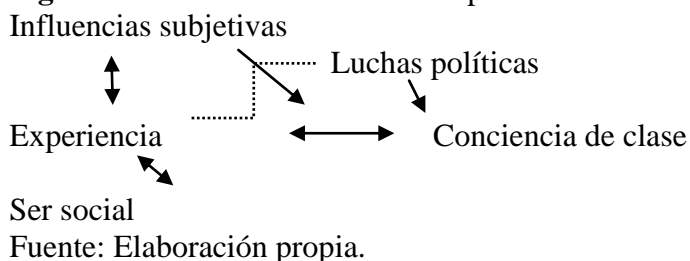 Influencias subjetivas
Luchas políticas
Experiencia Conciencia de clase
Ser social
Fuente: Elaboración propia.